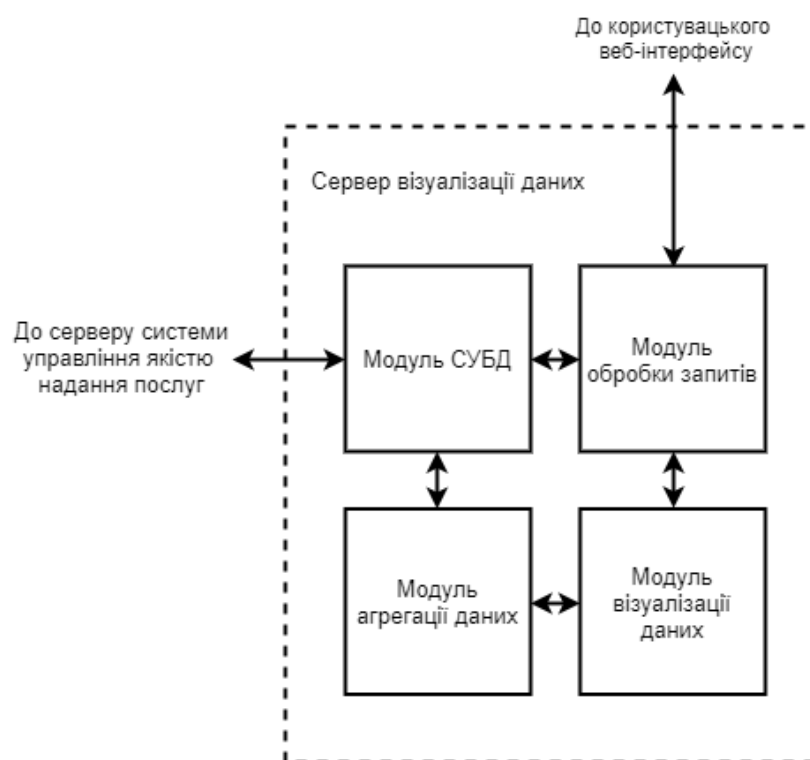 До користувацького
веб-інтерфейсу
Сервер візуалізації даних
До серверу системи
управління якістю
надання послуг
Модуль СУБД
Модуль
обробки запитів
Модуль
агрегації даних
Модуль
візуалізації
даних